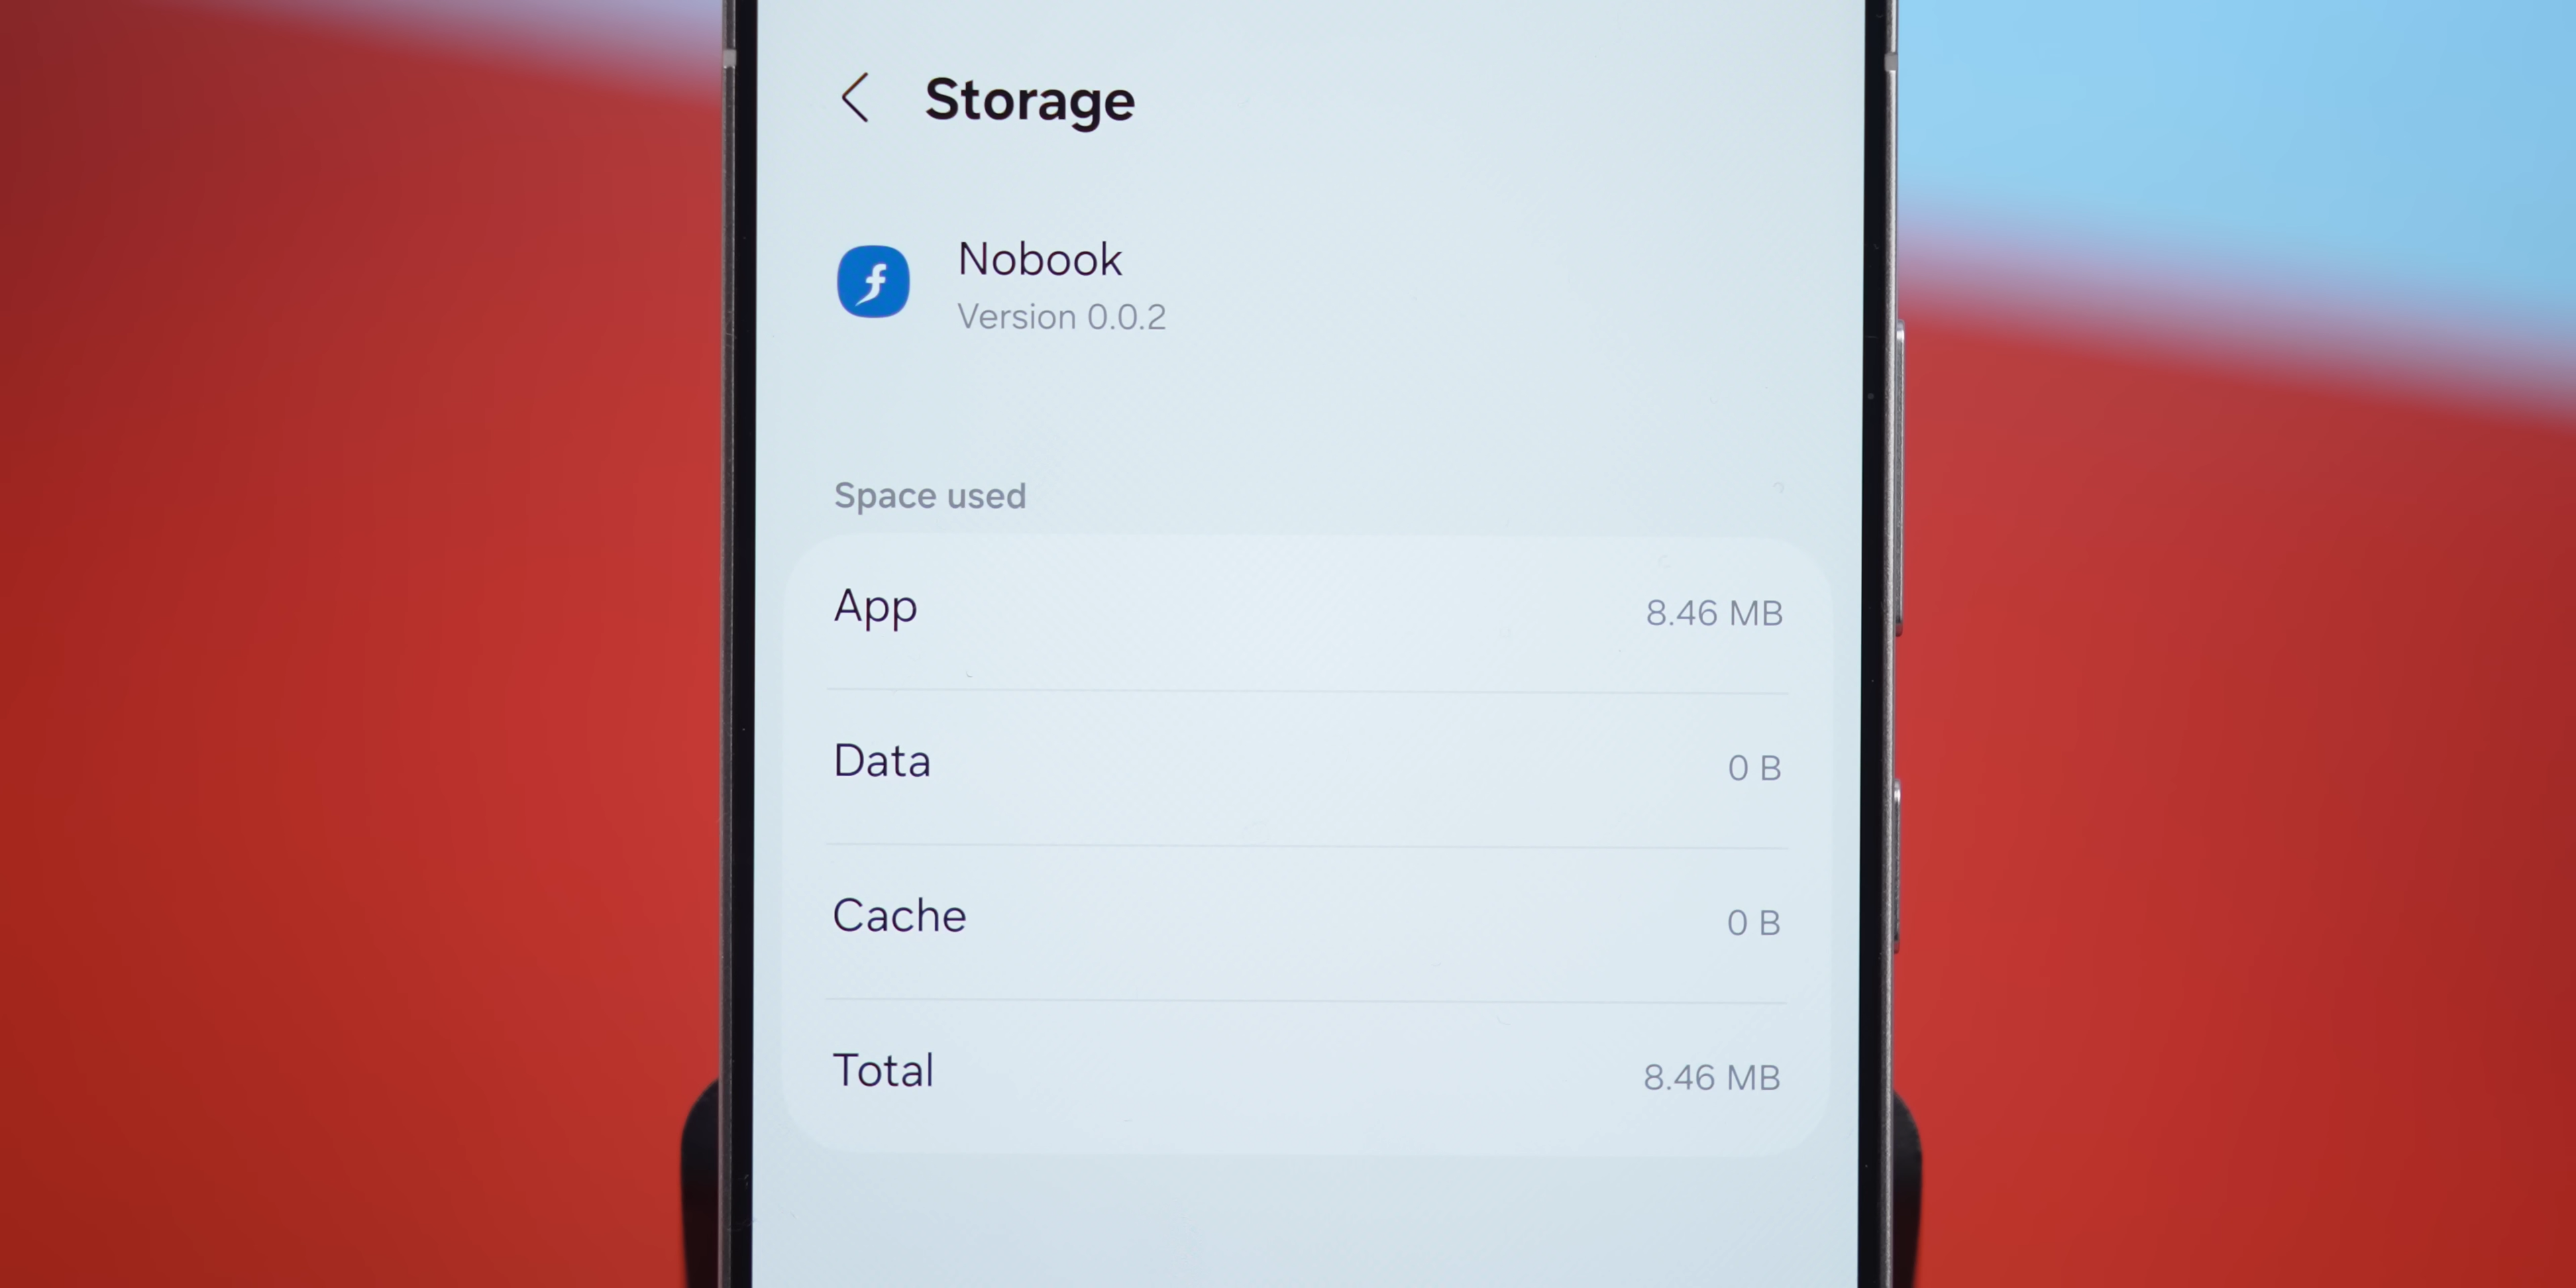 Storage
Nobook
Version 0.0.2
Space used
App 8.46 MB
Data 0 B
Cache 0 B
Total 8.46 MB